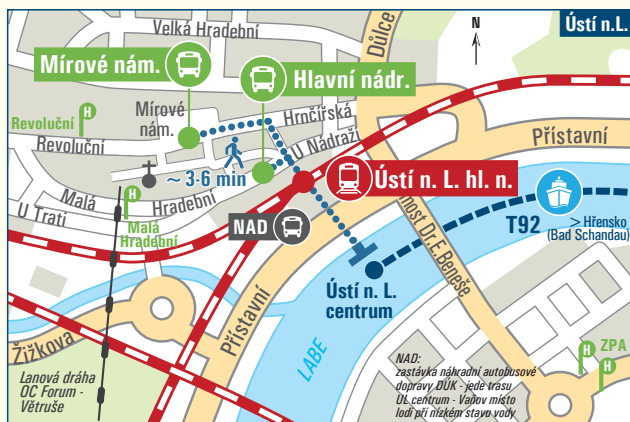 Velká Hradební
Důlce
N
Ústí n.L.
Mírové nám.
Hlavní nádr.
Revoluční
H
Mírové
nám.
Hrnčířská
Přístavní
Revoluční
U Nádraží
~ 3-6 min
Ústí n. L. hl. n.
Malá
Hradební
U Trati
H
Malá
Hradební
NAD
most Dr.E.Beneše
T92
> Hřensko
(Bad Schandau)
Ústí n. L.
centrum
Přístavní
Žižkova
LABE
Lanová dráha
OC Forum -
Větruše
NAD:
zastávka náhradní autobusové
dopravy DÚK - jede trasu
UL centrum - Vaňov místo
lodí při nízkém stavu vody
ZPA
H
H